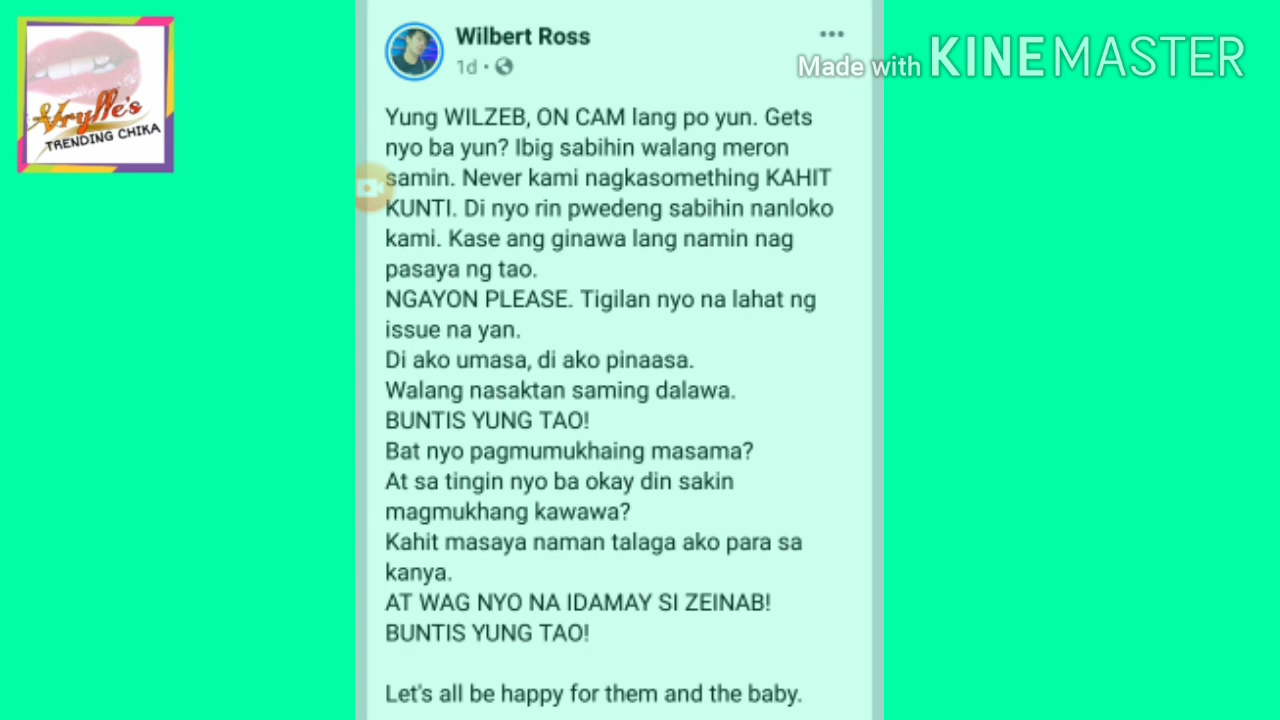 Wilbert Ross
1d
Made with KINEMASTER
Vrylle's
TRENDING CHIKA
Yung WILZEB, ON CAM lang po yun. Gets
nyo ba yun? Ibig sabihin walang meron
samin. Never kami nagkasomething KAHIT
KUNTI. Di nyo rin pwedeng sabihin nanloko
kami. Kase ang ginawa lang namin nag
pasaya ng tao.
NGAYON PLEASE. Tigilan nyo na lahat ng
issue na yan.
Di ako umasa, di ako pinaasa.
Walang nasaktan saming dalawa.
BUNTIS YUNG TAO!
Bat nyo pagmumukhaing masama?
At sa tingin nyo ba okay din sakin
magmukhang kawawa?
Kahit masaya naman talaga ako para sa
kanya.
AT WAG NYO NA IDAMAY SI ZEINAB!
BUNTIS YUNG TAO!
Let's all be happy for them and the baby.